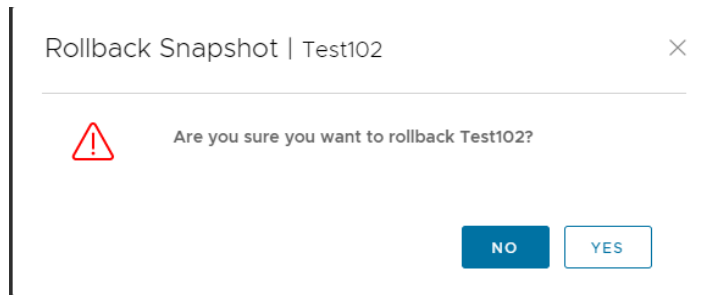 Rollback Snapshot | Test102
Are you sure you want to rollback Test102?
NO YES